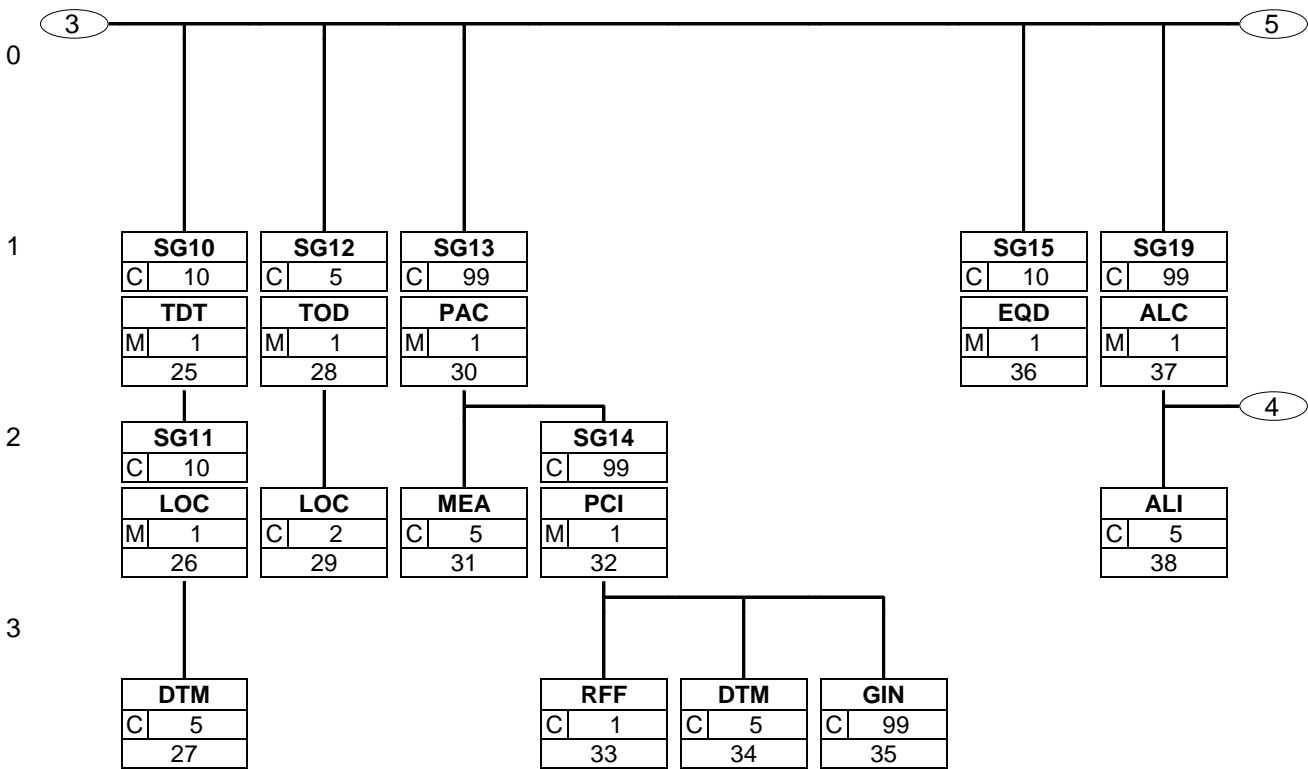 3 5
0
1 SG10 SG12 SG13 SG15 SG19
C 10 C 5 C 99 C 10 C 99
TDT TOD PAC EQD ALC
M 1 M 1 M 1 M 1 M 1
25 28 30 36 37
4
2 SG11 SG14
C 10 C 99
LOC LOC MEA PCI ALI
M 1 C 2 C 5 M 1 C 5
26 29 31 32 38
3
DTM RFF DTM GIN
C 5 C 1 C 5 C 99
27 33 34 35